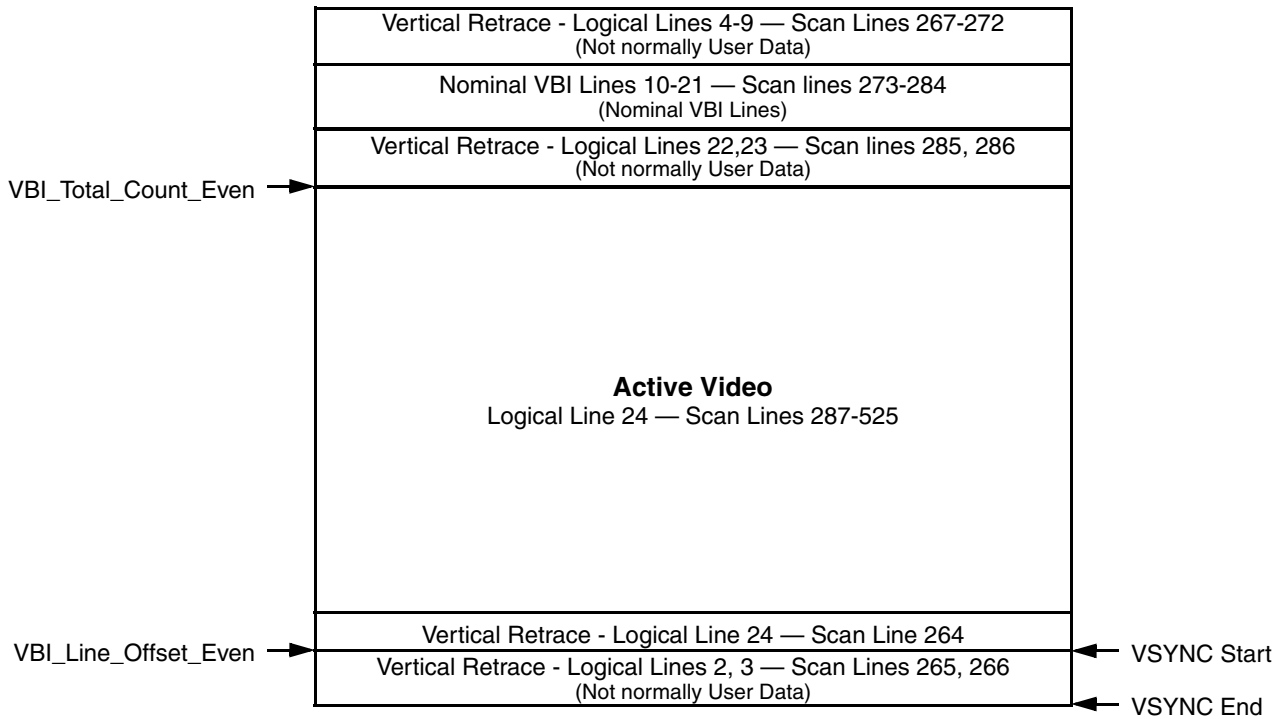 Vertical Retrace - Logical Lines 4-9 — Scan Lines 267-272
(Not normally User Data)
Nominal VBI Lines 10-21 — Scan lines 273-284
(Nominal VBI Lines)
Vertical Retrace - Logical Lines 22,23 — Scan lines 285, 286
(Not normally User Data)
VBI_Total_Count_Even
Active Video
Logical Line 24 — Scan Lines 287-525
Vertical Retrace - Logical Line 24 — Scan Line 264
VBI_Line_Offset_Even
VSYNC Start
Vertical Retrace - Logical Lines 2, 3 — Scan Lines 265, 266
(Not normally User Data)
VSYNC End